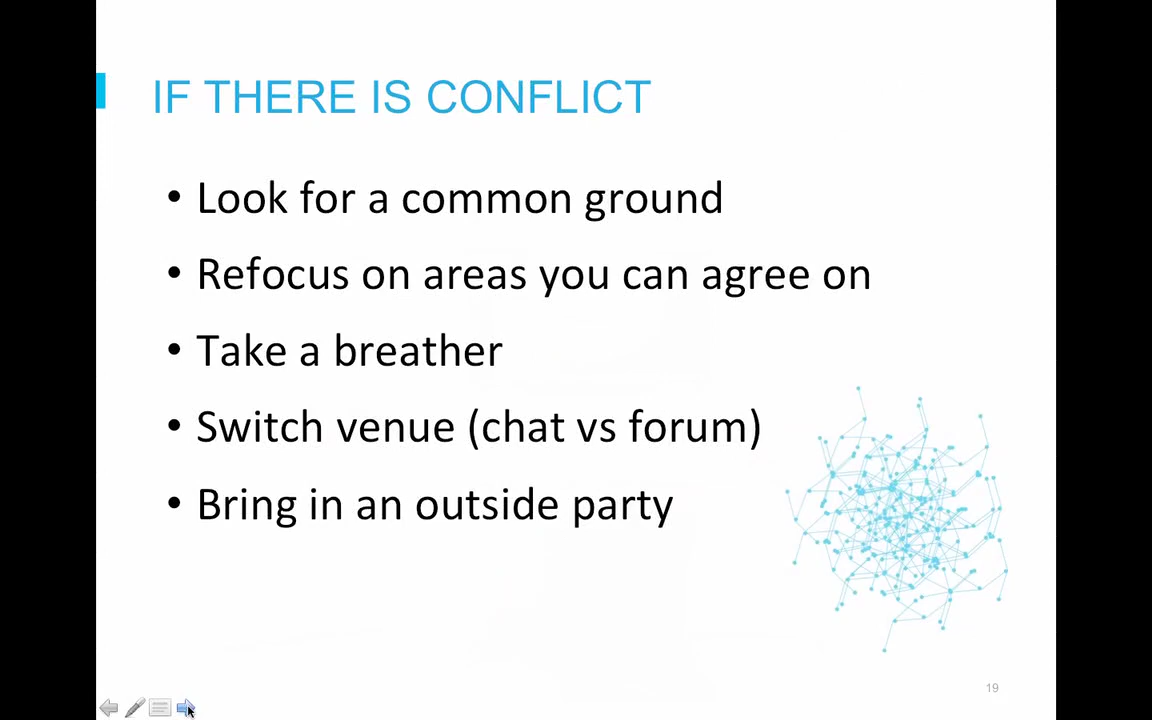 IF THERE IS CONFLICT
• Look for a common ground
• Refocus on areas you can agree on
• Take a breather
• Switch venue (chat vs forum)
• Bring in an outside party
19